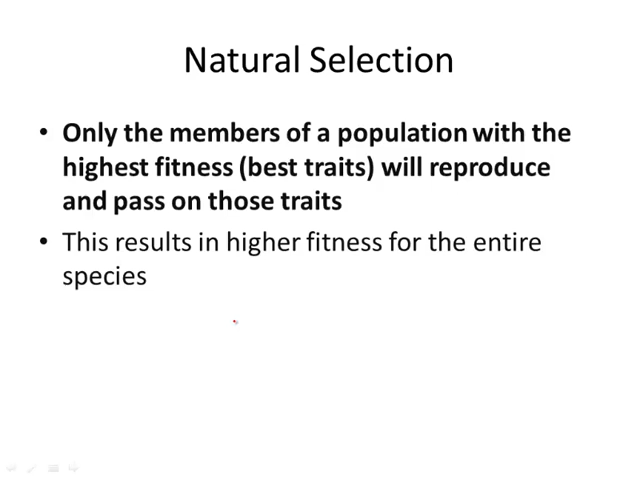 Natural Selection
• Only the members of a population with the
highest fitness (best traits) will reproduce
and pass on those traits
• This results in higher fitness for the entire
species